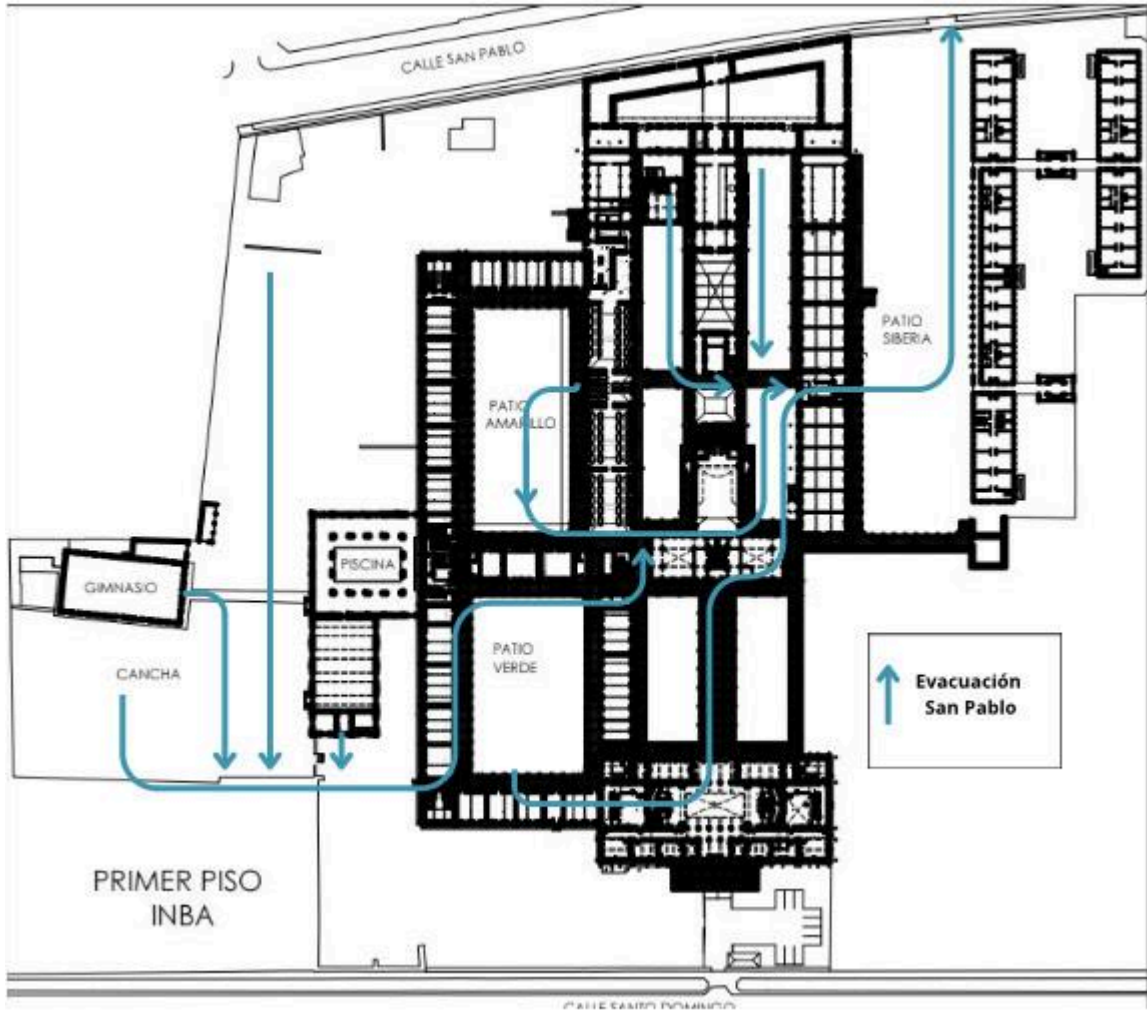 CALLE SAN PABLO
PATIO
SIBERIA
PATIO
AMARILLO
PISCINA
GIMNASIO
CANCHA
PATIO
VERDE
Evacuación
San Pablo
PRIMER PISO
INBA
CALLE SANTO DOMINGO